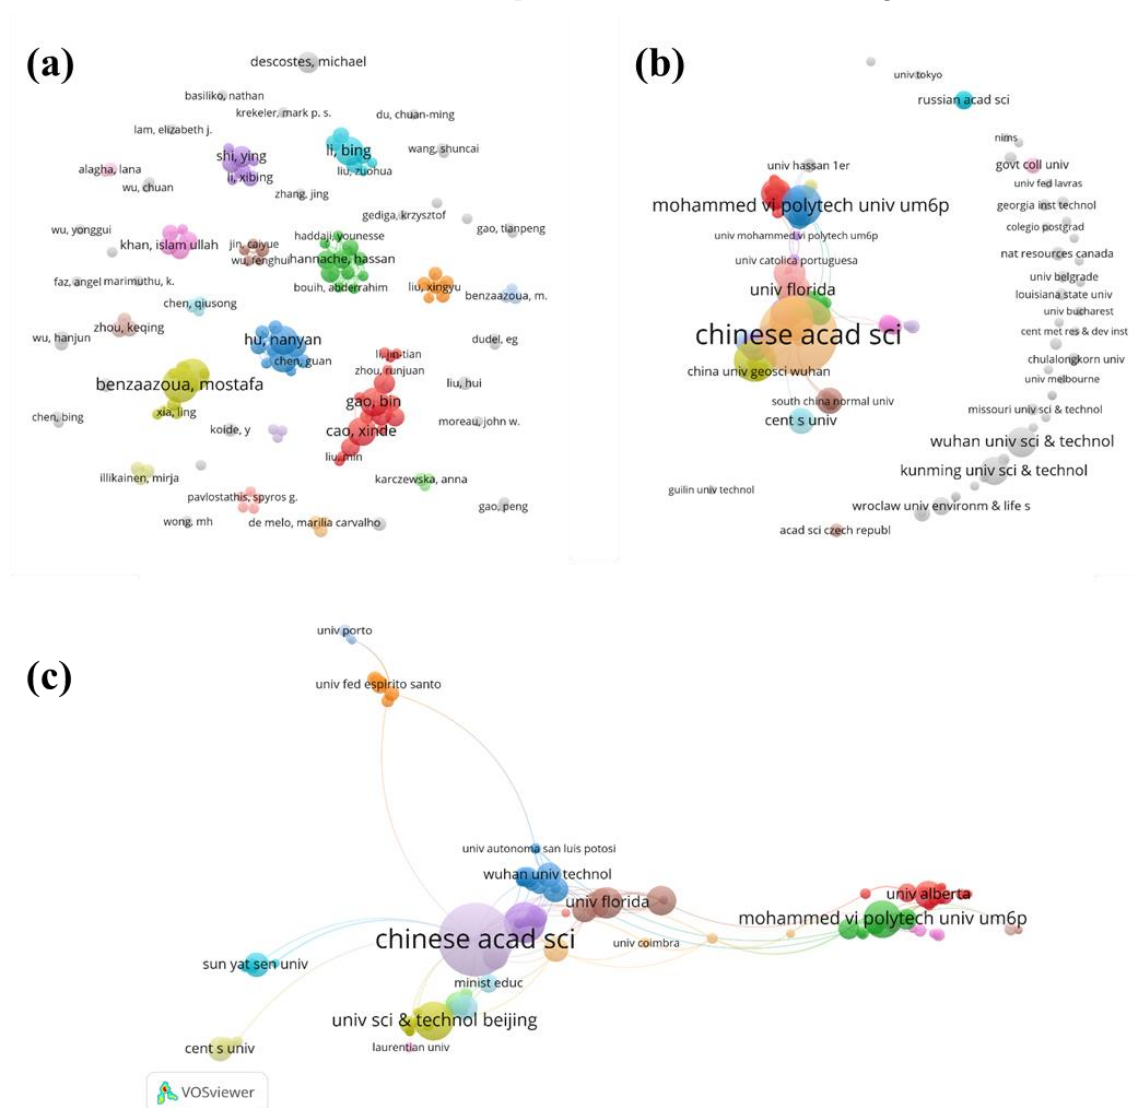 (a)
descostes, michael
basiliko, nathan
krekeler, mark p. s.
du, chuan-ming
lam, elizabeth j.
shi, ying
li, bing
wang, shuncai
alagha, lana
li, xibing
liu, zuohua
wu, chuan
zhang, jing
gediga, krzysztof
wu, yonggui
khan, islam ullah
jin, caiyue
haddaji, younesse
gao, tianpeng
wu, fenghui
hannache, hassan
faz, angel
marimuthu, k.
bouih, abderrahim
liu, xingyu
benzaazoua, m.
chen, qiusong
zhou, keqing
wu, hanjun
hu, nanyan
dudel, eg
chen, guan
li, jin-tian
zhou, runjuan
benzaazoua, mostafa
liu, hui
gao, bin
xia, ling
chen, bing
koide, y
cao, xinde
moreau, john w.
liu, min
illikainen, mirja
karczewska, anna
pavlostathis, spyros g.
gao, peng
wong, mh
de melo, marilia carvalho
(b)
univ tokyo
russian acad sci
nims
univ hassan 1er
govt coll univ
univ fed lavras
mohammed vi polytech univ um6p
georgia inst technol
colegio postgrad
univ mohammed vi polytech um6p
nat resources canada
univ catolica portuguesa
univ belgrade
univ florida
louisiana state univ
univ bucharest
chinese acad sci
cent met res & dev inst
chulalongkorn univ
china univ geosci wuhan
univ melbourne
south china normal univ
missouri univ sci & technol
cent s univ
wuhan univ sci & technol
kunming univ sci & technol
guilin univ technol
wroclaw univ environm & life s
acad sci czech republ
(c)
univ porto
univ fed espirito santo
univ autonoma san luis potosi
wuhan univ technol
univ florida
univ alberta
mohammed vi polytech univ um6p
chinese acad sci
univ coimbra
sun yat sen univ
minist educ
univ sci & technol beijing
cent s univ
laurentian univ
VOSviewer